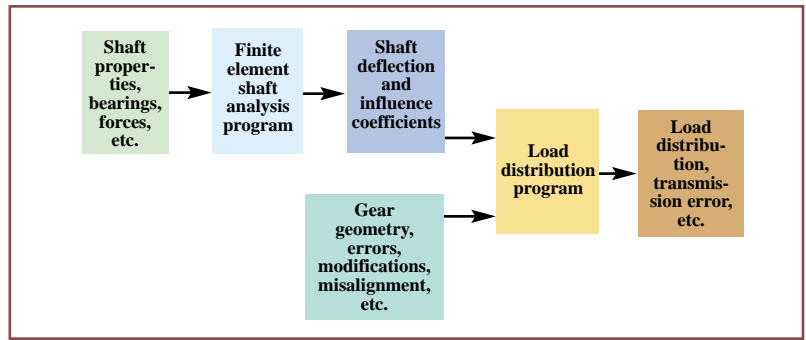 Shaft
proper-
ties,
bearings,
forces,
etc.
Finite
element
shaft
analysis
program
Shaft
deflection
and
influence
coefficients
Gear
geometry,
errors,
modifications,
misalignment,
etc.
Load
distribution
program
Load
distribu-
tion,
transmis-
sion error,
etc.